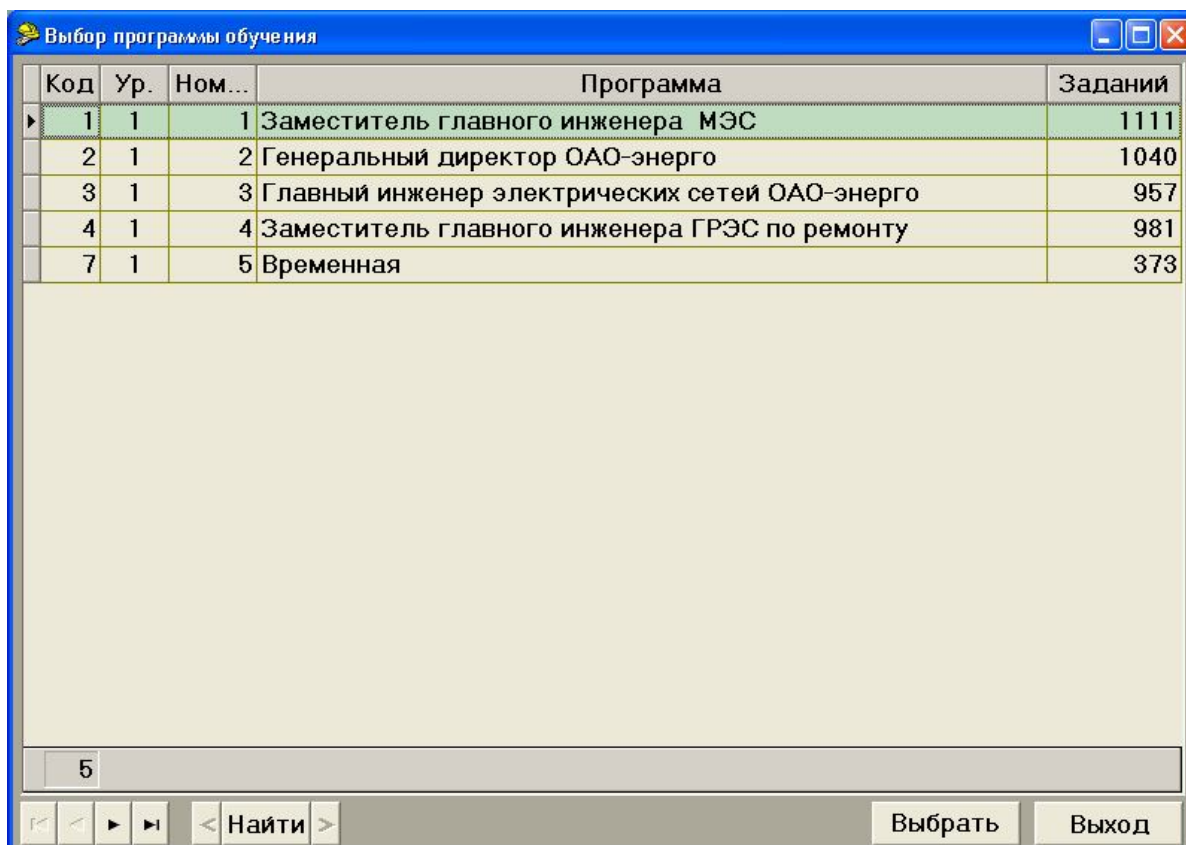 Выбор программы обучения
Код Ур. Ном... Программа Заданий
1 1 1 Заместитель главного инженера МЭС 1111
2 1 2 Генеральный директор ОАО-энерго 1040
3 1 3 Главный инженер электрических сетей ОАО-энерго 957
4 1 4 Заместитель главного инженера ГРЭС по ремонту 981
7 1 5 Временная 373
5
< Найти > Выбрать Выход